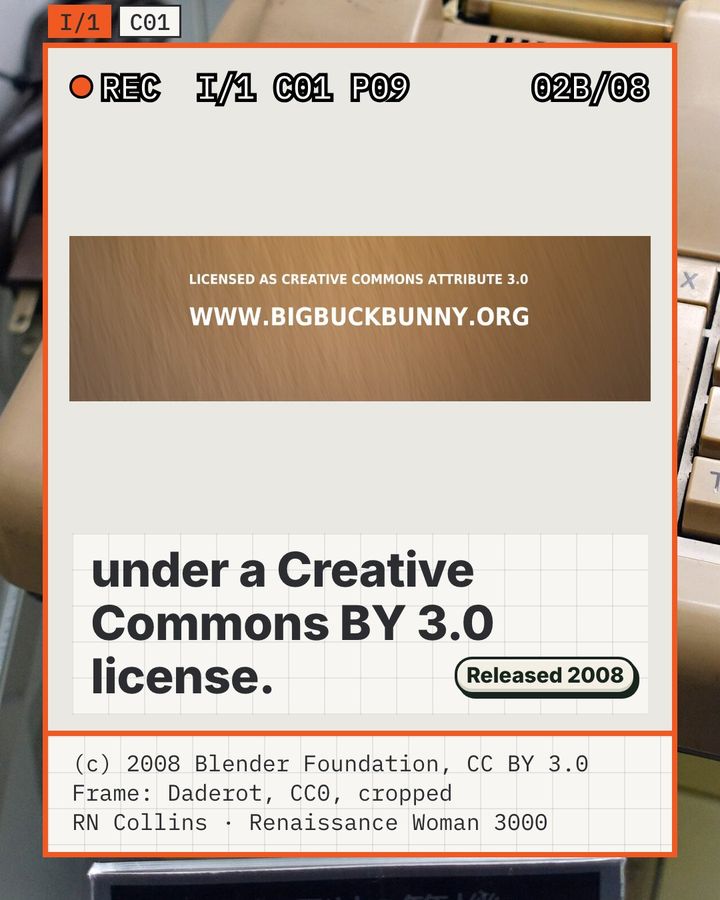 I/1 C01
REC I/1 C01 P09 02B/08
X
LICENSED AS CREATIVE COMMONS ATTRIBUTE 3.0
WWW.BIGBUCKBUNNY.ORG
under a Creative
Commons BY 3.0
license.
Released 2008
(c) 2008 Blender Foundation, CC BY 3.0
Frame: Daderot, CC0, cropped
RN Collins · Renaissance Woman 3000